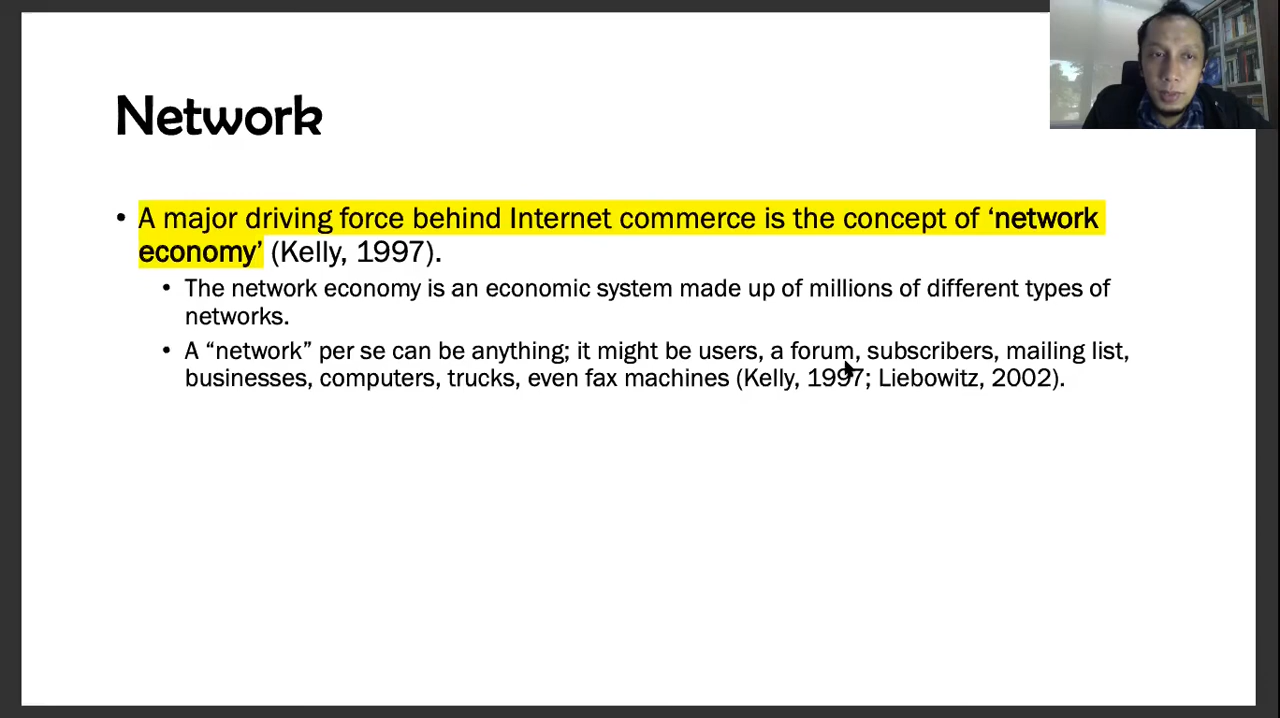 Network
• A major driving force behind Internet commerce is the concept of ‘network
economy’ (Kelly, 1997).
• The network economy is an economic system made up of millions of different types of
networks.
• A “network” per se can be anything; it might be users, a forum, subscribers, mailing list,
businesses, computers, trucks, even fax machines (Kelly, 1997; Liebowitz, 2002).